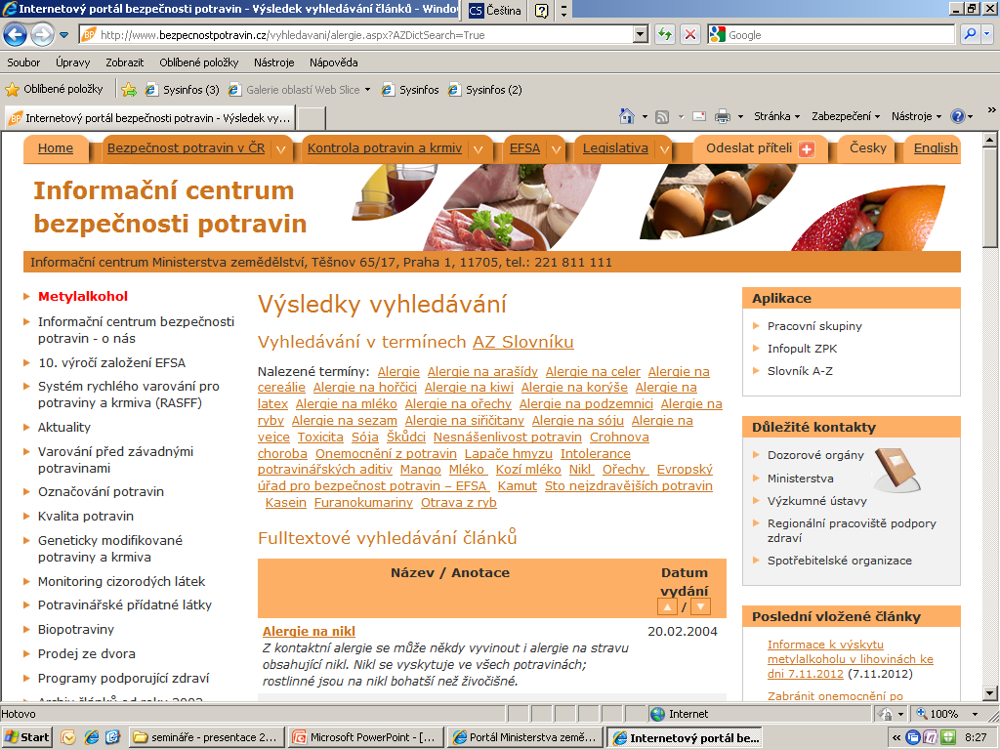 Internetový portál bezpečnosti potravin - Výsledek vyhledávání článků - Windo
CS Čeština
http://www.bezpecnostpotravin.cz/vyhledavani/alergie.aspx?AZDictSearch=True
Google
Soubor Úpravy Zobrazit Oblíbené položky Nástroje Nápověda
Oblíbené položky Sysinfos (3) Galerie oblastí Web Slice Sysinfos Sysinfos (2)
Internetový portál bezpečnosti potravin - Výsledek vy...
Stránka Zabezpečení Nástroje »
Home Bezpečnost potravin v ČR Kontrola potravin a krmiv EFSA Legislativa Odeslat příteli Česky English
Informační centrum
bezpečnosti potravin
Informační centrum Ministerstva zemědělství, Těšnov 65/17, Praha 1, 11705, tel.: 221 811 111
Metylalkohol
Informační centrum bezpečnosti
potravin - o nás
10. výročí založení EFSA
Systém rychlého varování pro
potraviny a krmiva (RASFF)
Aktuality
Varování před závadnými
potravinami
Označování potravin
Kvalita potravin
Geneticky modifikované
potraviny a krmiva
Monitoring cizorodých látek
Potravinářské přídatné látky
Biopotraviny
Prodej ze dvora
Programy podporující zdraví
Archiv článků od roku 2002
Výsledky vyhledávání
Vyhledávání v termínech AZ Slovníku
Nalezené termíny: Alergie Alergie na arašídy Alergie na celer Alergie na
cereálie Alergie na hořčici Alergie na kiwi Alergie na korýše Alergie na
latex Alergie na mléko Alergie na ořechy Alergie na podzemnici Alergie na
ryby Alergie na sezam Alergie na siřičitany Alergie na sóju Alergie na
vejce Toxicita Sója Škůdci Nesnášenlivost potravin Crohnova
choroba Onemocnění z potravin Lapače hmyzu Intolerance
potravinářských aditiv Mango Mléko Kozí mléko Nikl Ořechy Evropský
úřad pro bezpečnost potravin – EFSA Kamut Sto nejzdravějších potravin
Kasein Furanokumariny Otrava z ryb
Fulltextové vyhledávání článků
Název / Anotace Datum
vydání
/
Alergie na nikl 20.02.2004
Z kontaktní alergie se může někdy vyvinout i alergie na stravu
obsahující nikl. Nikl se vyskytuje ve všech potravinách;
rostlinné jsou na nikl bohatší než živočišné.
Aplikace
Pracovní skupiny
Infopult ZPK
Slovník A-Z
Důležité kontakty
Dozorové orgány
Ministerstva
Výzkumné ústavy
Regionální pracoviště podpory
zdraví
Spotřebitelské organizace
Poslední vložené články
Informace k výskytu
metylalkoholu v lihovinách ke
dni 7.11.2012 (7.11.2012)
Zabránit onemocnění po
Hotovo Internet 100%
Start semináře - presentace 2... Microsoft PowerPoint - [... Portál Ministerstva země... Internetový portál be... « 8:27